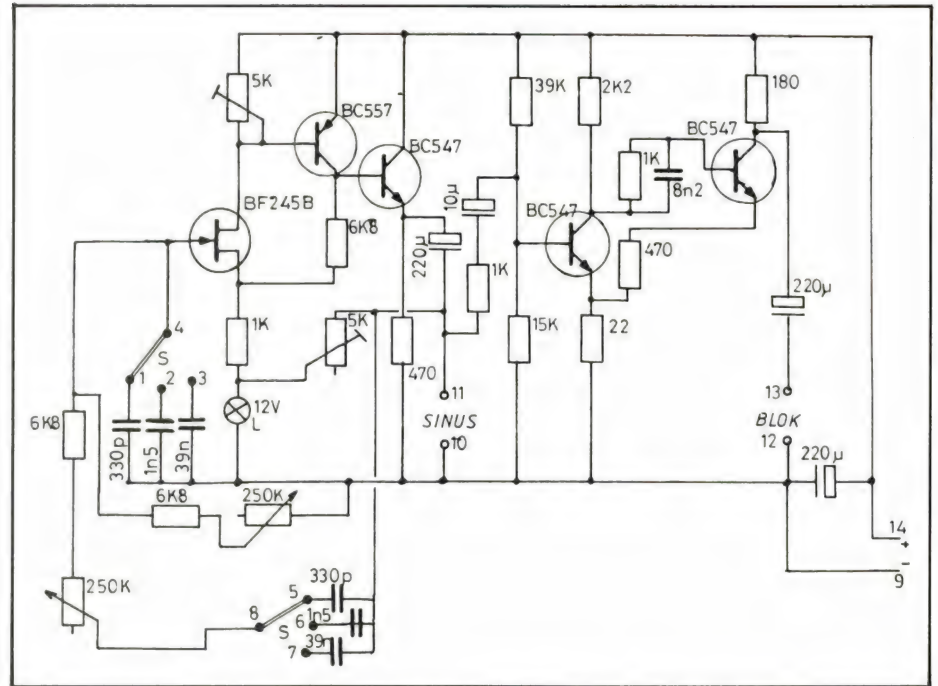 5K
BC557
BC547
39K
2K2
180
BC547
BF245B
6K8
220µ
10µ
1K
BC547
1K
8n2
470
220µ
1K
5K
15K
22
470
4
S
1
2
3
12V
L
11
SINUS
10
13
BLOK
12
220µ
6K8
330p
1n5
39n
6K8
250K
14
+
-
9
250K
330p
5
8
6
1n5
S
39n
7